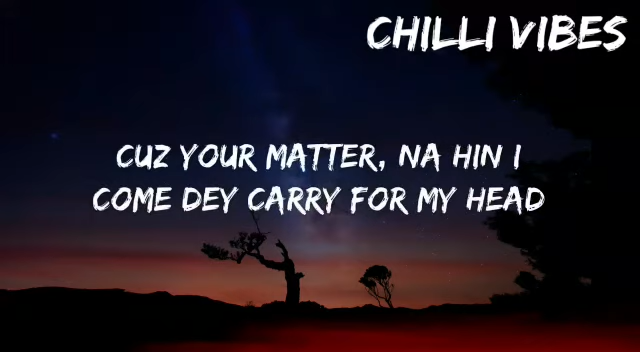 CHILLI VIBES
CUZ YOUR MATTER, NA HIN I
COME DEY CARRY FOR MY HEAD